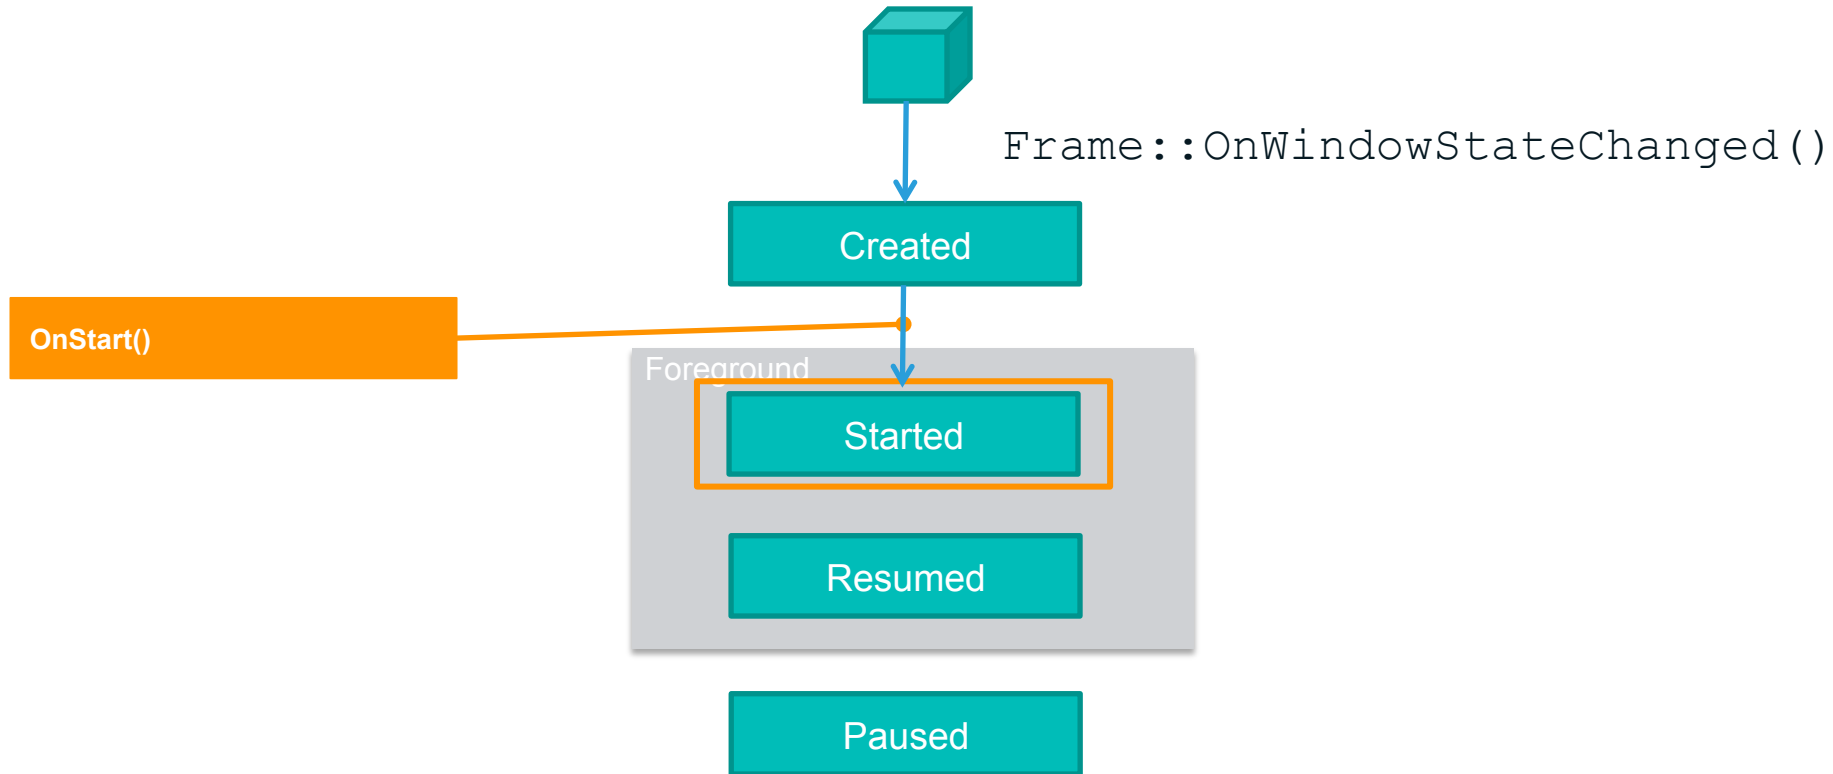 Frame::OnWindowStateChanged()
Created
OnStart()
Foreground
Started
Resumed
Paused